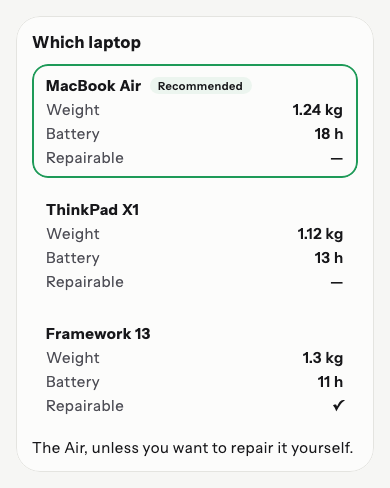 Which laptop
MacBook Air Recommended
Weight 1.24 kg
Battery 18 h
Repairable —
ThinkPad X1
Weight 1.12 kg
Battery 13 h
Repairable —
Framework 13
Weight 1.3 kg
Battery 11 h
Repairable ✓
The Air, unless you want to repair it yourself.